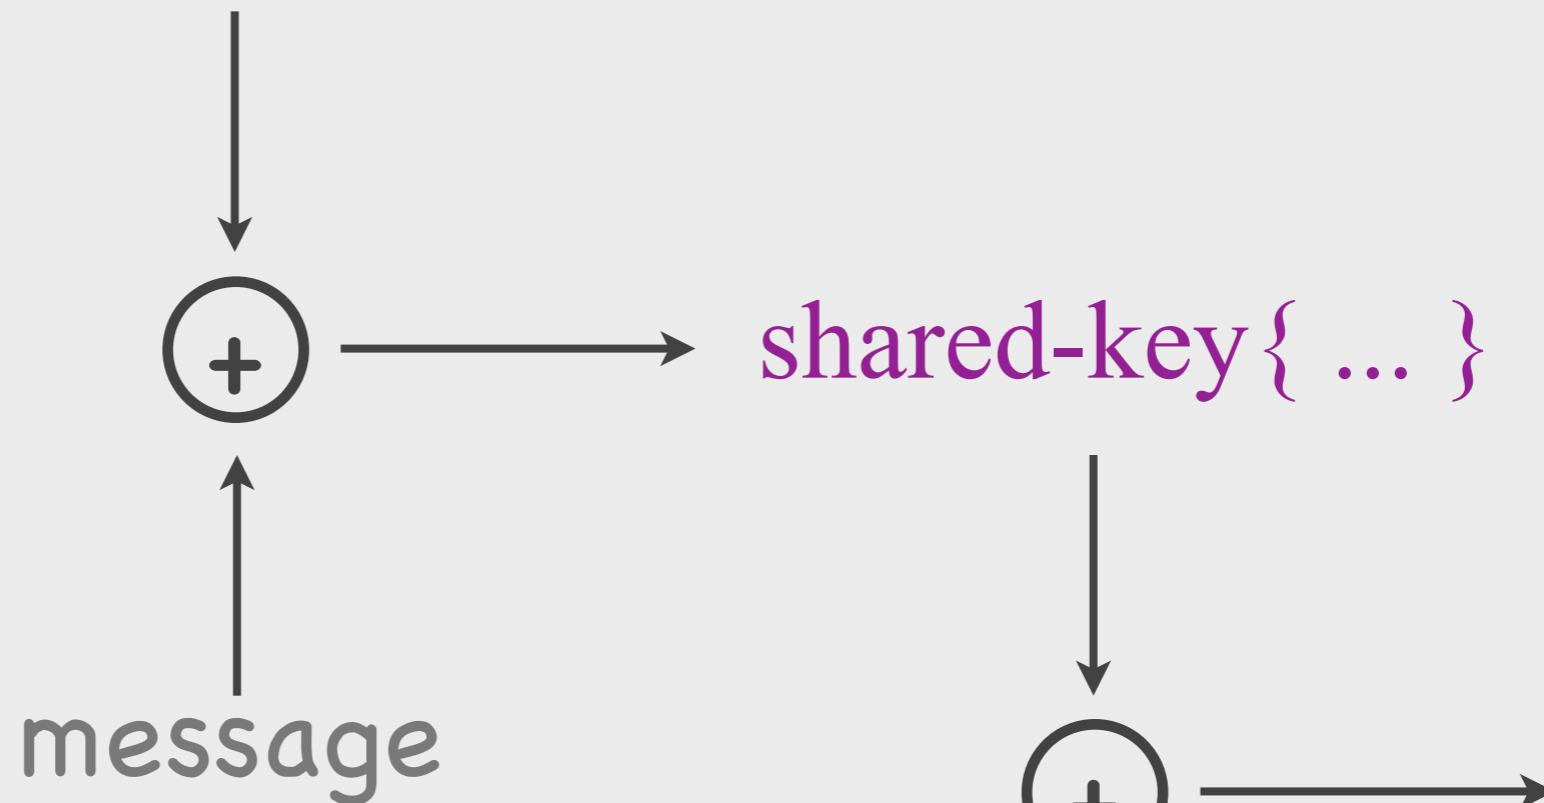 +
shared-key{ ... }
message
+